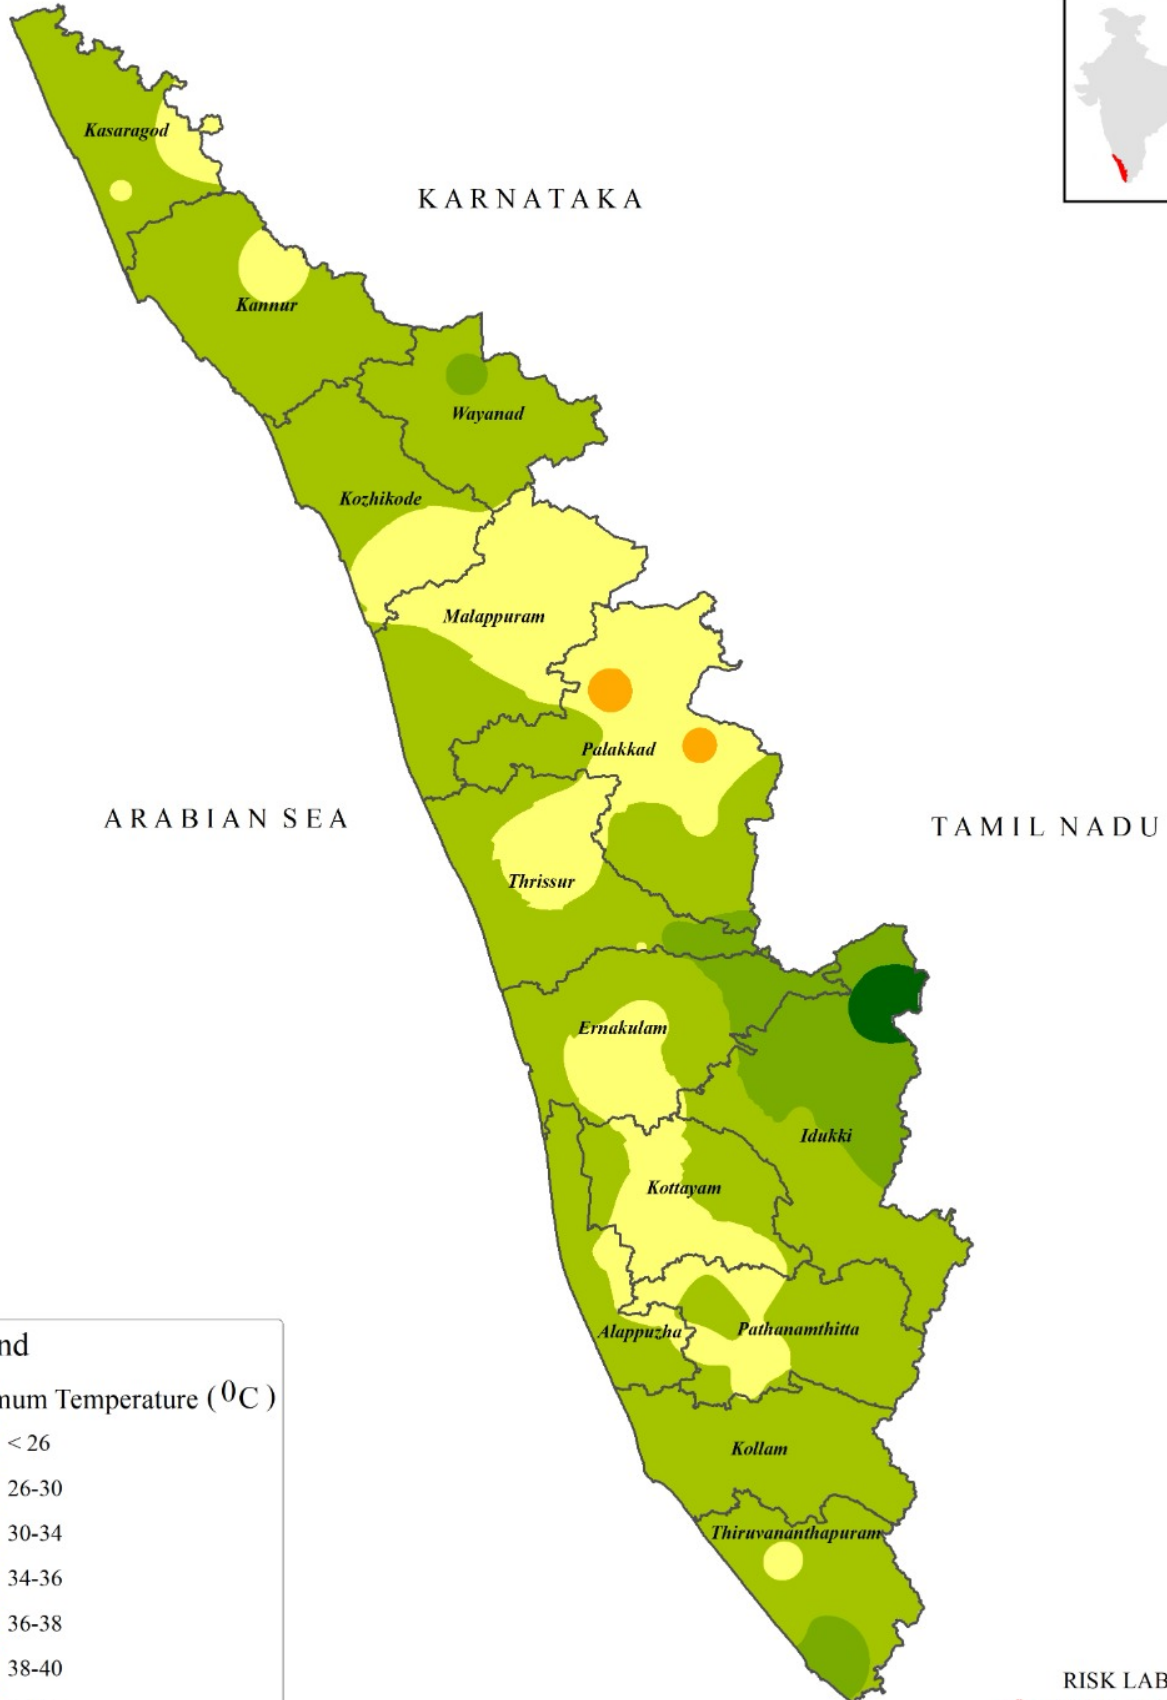 Kasaragod
KARNATAKA
Kannur
Wayanad
Kozhikode
Malappuram
Palakkad
ARABIAN SEA
TAMIL NADU
Thrissur
Ernakulam
Idukki
Kottayam
Alappuzha
Pathanamthitta
Kollam
Thiruvananthapuram
nd
mum Temperature (⁰C )
< 26
26-30
30-34
34-36
36-38
38-40
RISK LAB